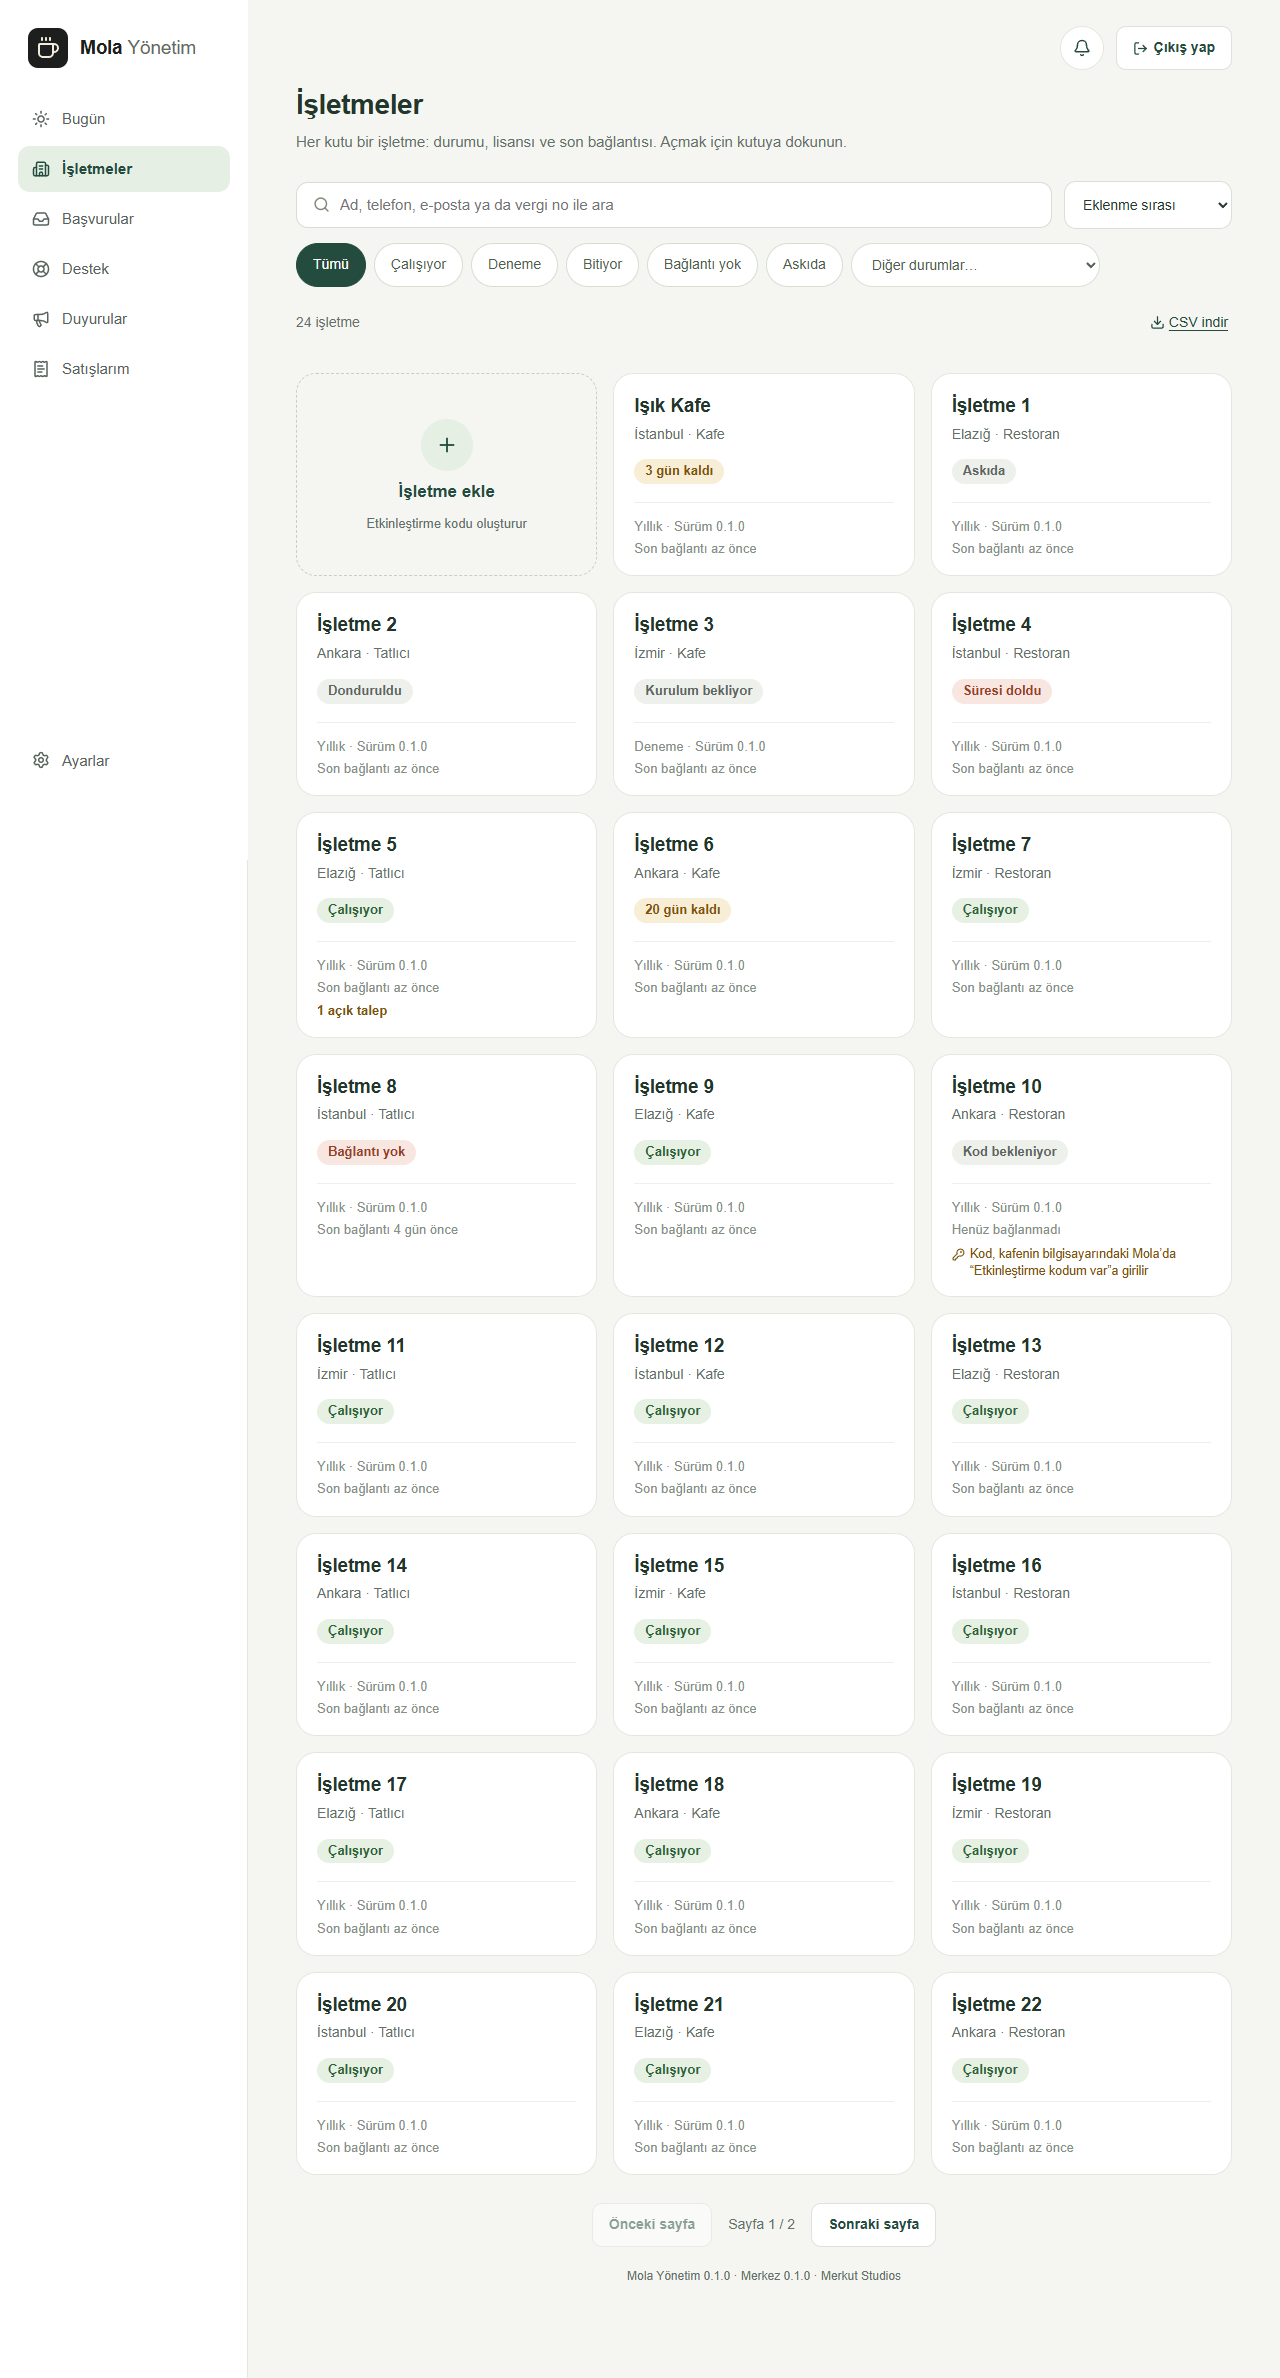 Mola Yönetim
Bugün
İşletmeler
Başvurular
Destek
Duyurular
Satışlarım
Ayarlar
Çıkış yap
İşletmeler
Her kutu bir işletme: durumu, lisansı ve son bağlantısı. Açmak için kutuya dokunun.
Ad, telefon, e-posta ya da vergi no ile ara
Eklenme sırası
Tümü
Çalışıyor
Deneme
Bitiyor
Bağlantı yok
Askıda
Diğer durumlar...
24 işletme
CSV indir
İşletme ekle
Etkinleştirme kodu oluşturur
Işık Kafe
İstanbul · Kafe
3 gün kaldı
Yıllık · Sürüm 0.1.0
Son bağlantı az önce
İşletme 1
Elazığ · Restoran
Askıda
Yıllık · Sürüm 0.1.0
Son bağlantı az önce
İşletme 2
Ankara · Tatlıcı
Donduruldu
Yıllık · Sürüm 0.1.0
Son bağlantı az önce
İşletme 3
İzmir · Kafe
Kurulum bekliyor
Deneme · Sürüm 0.1.0
Son bağlantı az önce
İşletme 4
İstanbul · Restoran
Süresi doldu
Yıllık · Sürüm 0.1.0
Son bağlantı az önce
İşletme 5
Elazığ · Tatlıcı
Çalışıyor
Yıllık · Sürüm 0.1.0
Son bağlantı az önce
1 açık talep
İşletme 6
Ankara · Kafe
20 gün kaldı
Yıllık · Sürüm 0.1.0
Son bağlantı az önce
İşletme 7
İzmir · Restoran
Çalışıyor
Yıllık · Sürüm 0.1.0
Son bağlantı az önce
İşletme 8
İstanbul · Tatlıcı
Bağlantı yok
Yıllık · Sürüm 0.1.0
Son bağlantı 4 gün önce
İşletme 9
Elazığ · Kafe
Çalışıyor
Yıllık · Sürüm 0.1.0
Son bağlantı az önce
İşletme 10
Ankara · Restoran
Kod bekleniyor
Yıllık · Sürüm 0.1.0
Henüz bağlanmadı
Kod, kafenin bilgisayarındaki Mola’da
“Etkinleştirme kodum var”a girilir
İşletme 11
İzmir · Tatlıcı
Çalışıyor
Yıllık · Sürüm 0.1.0
Son bağlantı az önce
İşletme 12
İstanbul · Kafe
Çalışıyor
Yıllık · Sürüm 0.1.0
Son bağlantı az önce
İşletme 13
Elazığ · Restoran
Çalışıyor
Yıllık · Sürüm 0.1.0
Son bağlantı az önce
İşletme 14
Ankara · Tatlıcı
Çalışıyor
Yıllık · Sürüm 0.1.0
Son bağlantı az önce
İşletme 15
İzmir · Kafe
Çalışıyor
Yıllık · Sürüm 0.1.0
Son bağlantı az önce
İşletme 16
İstanbul · Restoran
Çalışıyor
Yıllık · Sürüm 0.1.0
Son bağlantı az önce
İşletme 17
Elazığ · Tatlıcı
Çalışıyor
Yıllık · Sürüm 0.1.0
Son bağlantı az önce
İşletme 18
Ankara · Kafe
Çalışıyor
Yıllık · Sürüm 0.1.0
Son bağlantı az önce
İşletme 19
İzmir · Restoran
Çalışıyor
Yıllık · Sürüm 0.1.0
Son bağlantı az önce
İşletme 20
İstanbul · Tatlıcı
Çalışıyor
Yıllık · Sürüm 0.1.0
Son bağlantı az önce
İşletme 21
Elazığ · Kafe
Çalışıyor
Yıllık · Sürüm 0.1.0
Son bağlantı az önce
İşletme 22
Ankara · Restoran
Çalışıyor
Yıllık · Sürüm 0.1.0
Son bağlantı az önce
Önceki sayfa
Sayfa 1 / 2
Sonraki sayfa
Mola Yönetim 0.1.0 · Merkez 0.1.0 · Merkut Studios